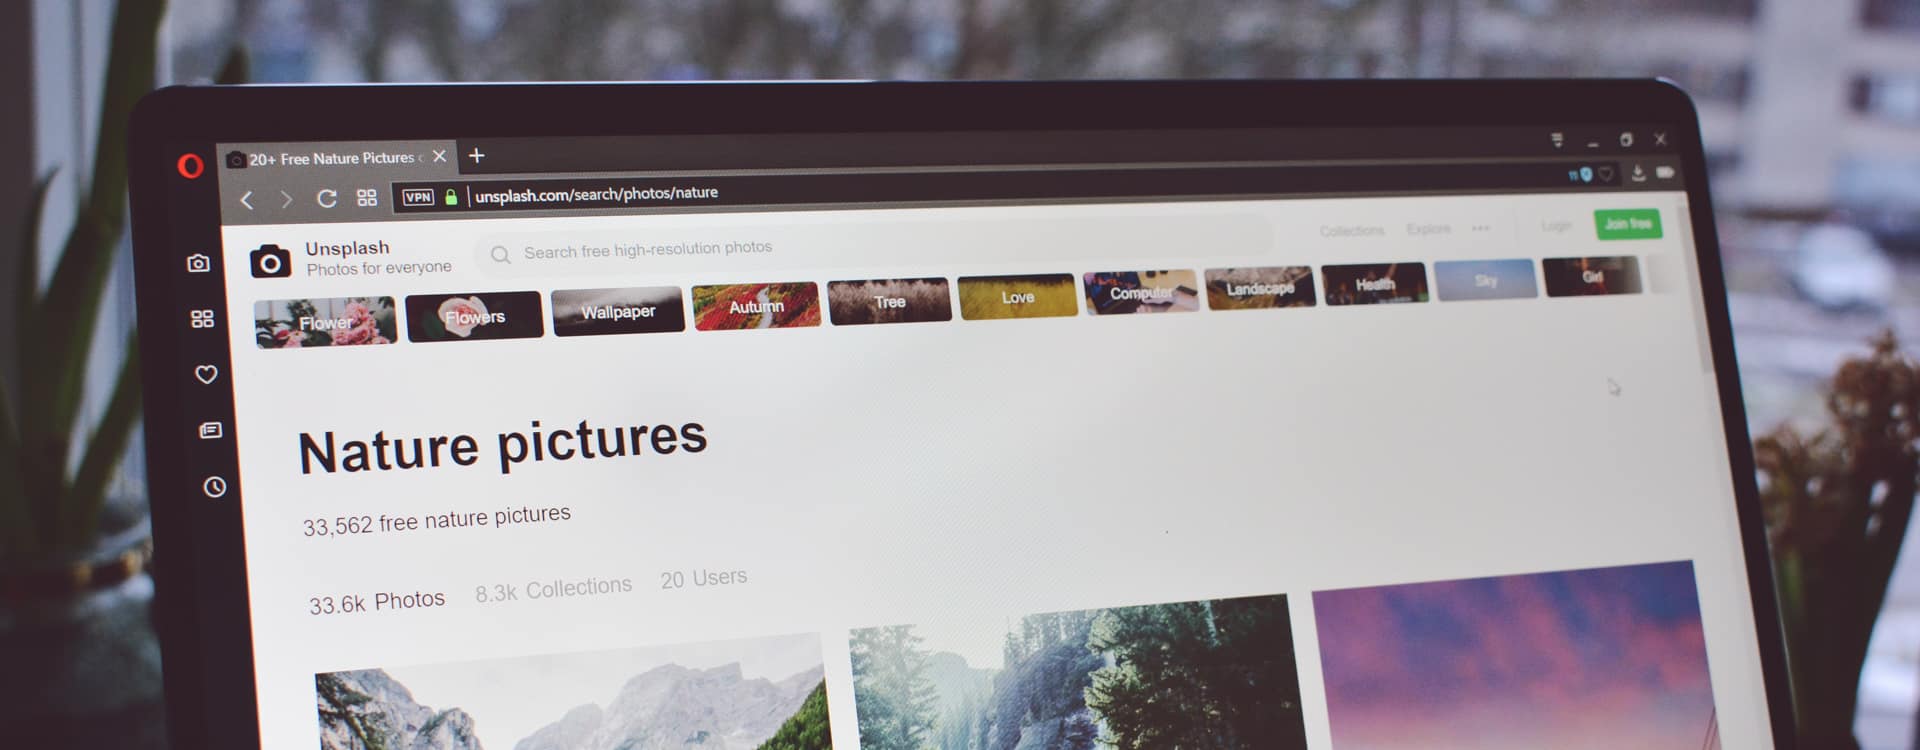 20+ Free Nature Pictures
VPN unsplash.com/search/photos/nature
11
Unsplash
Photos for everyone
Search free high-resolution photos
Collections Explore Login Join free
Flower Flowers Wallpaper Autumn Tree Love Computer Landscape Health Sky Girl
Nature pictures
33,562 free nature pictures
33.6k Photos 8.3k Collections 20 Users